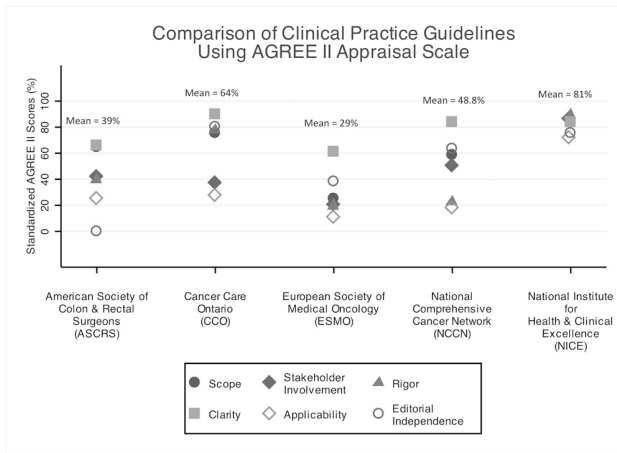 Comparison of Clinical Practice Guidelines
Using AGREE II Appraisal Scale
Standardized AGREE II Scores (%)
100
80
60
40
20
0
Mean = 39%
Mean = 64%
Mean = 29%
Mean = 48.8%
Mean = 81%
American Society of
Colon & Rectal
Surgeons
(ASCRS)
Cancer Care
Ontario
(CCO)
European Society of
Medical Oncology
(ESMO)
National
Comprehensive
Cancer Network
(NCCN)
National Institute
for
Health & Clinical
Excellence
(NICE)
Scope
Stakeholder
Involvement
Rigor
Clarity
Applicability
Editorial
Independence